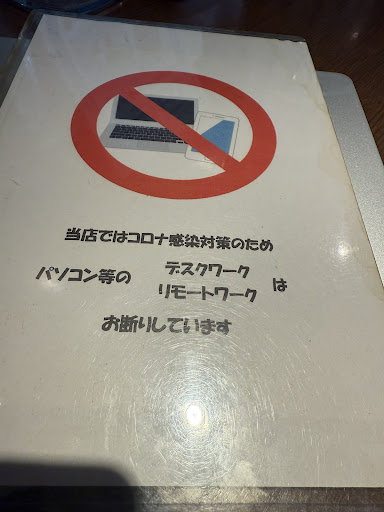 当店ではコロナ感染対策のため
パソコン等の デスクワーク リモートワーク は
お断りしています